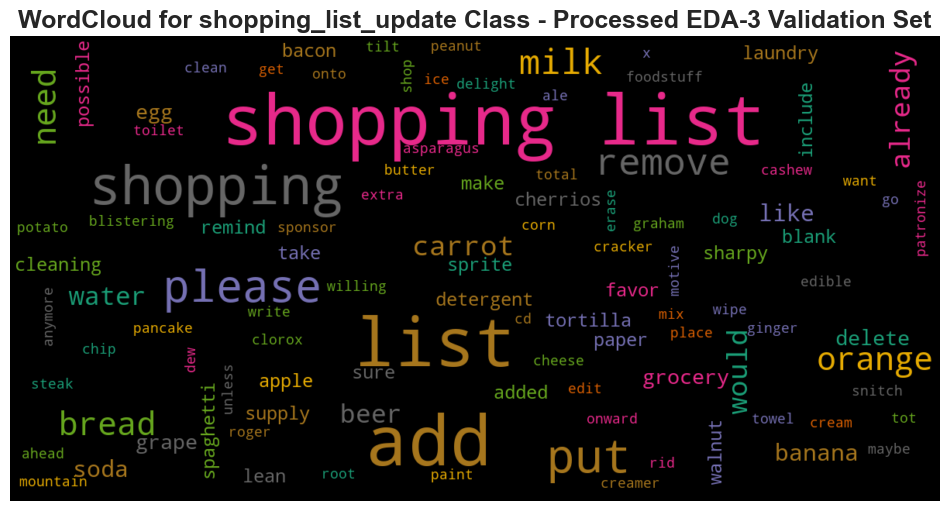 WordCloud for shopping_list_update Class - Processed EDA-3 Validation Set
need
possible
bacon
tilt
peanut
milk
x
laundry
already
clean
get
onto
shop
ice
delight
foodstuff
ale
include
egg
toilet
shopping list
asparagus
remove
butter
total
cashew
shopping
extra
make
cherrios
want
go
patronize
potato
blistering
remind
sponsor
corn
erase
graham
dog
like
blank
carrot
cracker
sharpy
cleaning
take
sprite
motive
edible
water
please
willing
favor
anymore
write
detergent
cd
tortilla
mix
wipe
pancake
clorox
list
paper
place
ginger
delete
chip
dew
cheese
would
orange
steak
unless
apple
sure
added
edit
grocery
snitch
bread
spaghetti
supply
beer
add
onward
towel
cream
tot
grape
roger
walnut
ahead
soda
lean
root
paint
put
creamer
rid
banana
maybe
mountain